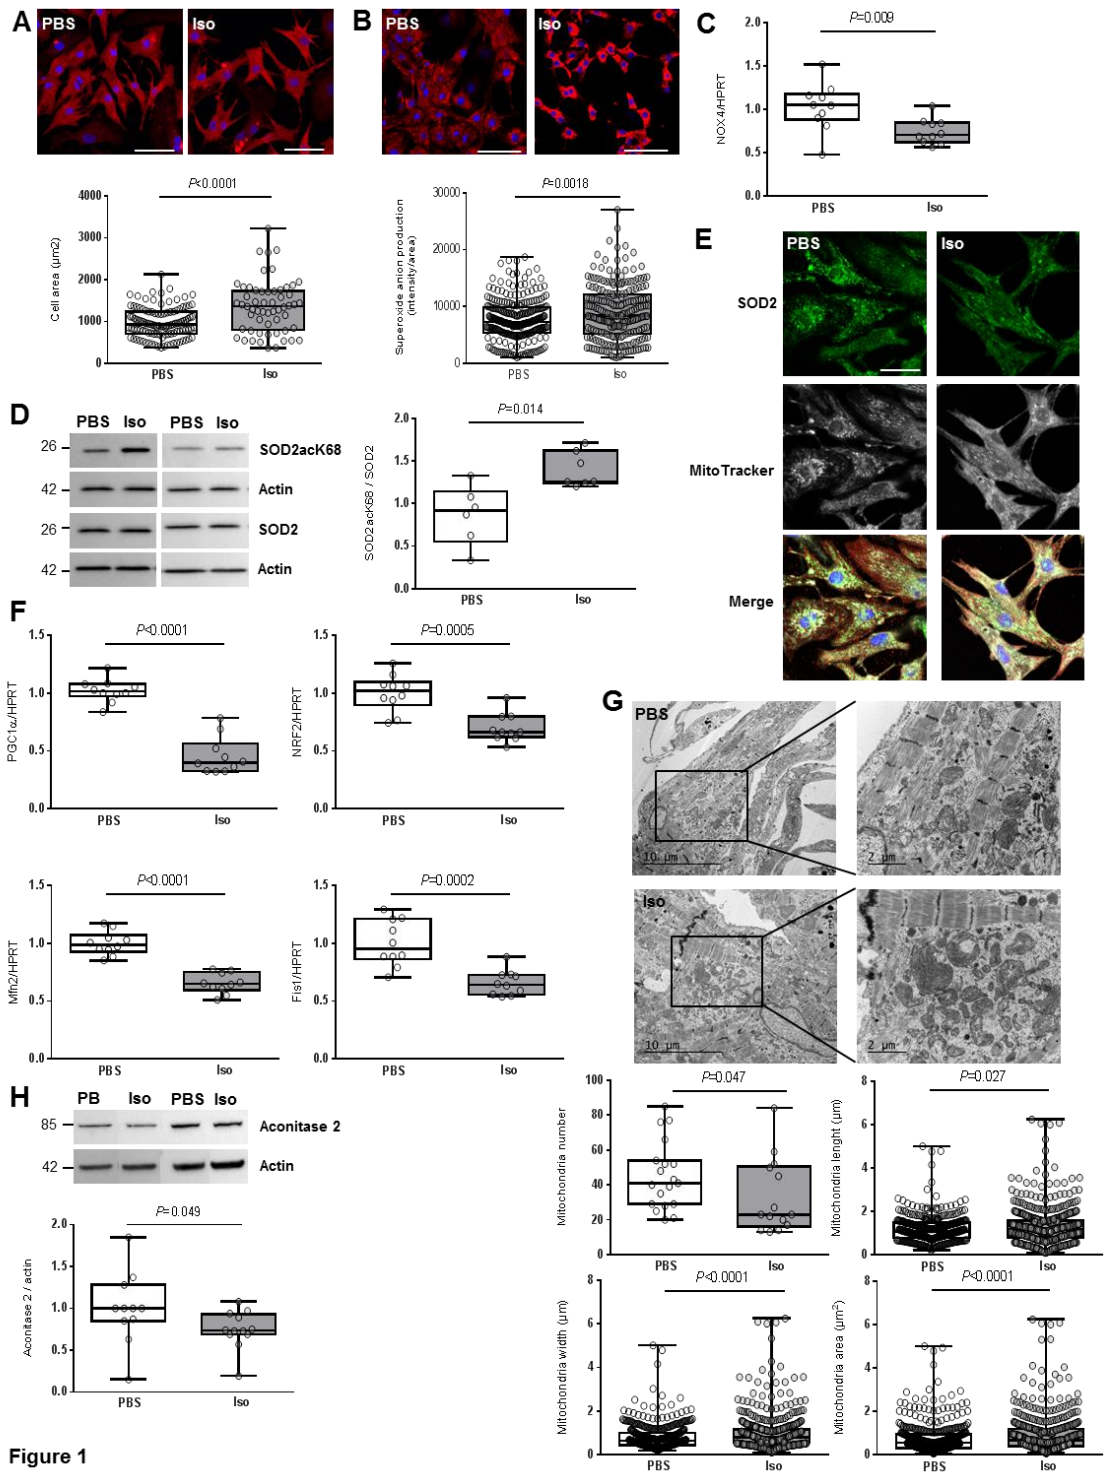 A
PBS
Iso
P<0.0001
Cell area (µm2)
4000
3000
2000
1000
0
PBS
Iso
B
PBS
Iso
P=0.0018
Superoxide anion production
(intensity/area)
30000
20000
10000
0
PBS
Iso
C
P=0.009
NOX4/HPRT
2.0
1.5
1.0
0.5
0.0
PBS
Iso
D
PBS Iso PBS Iso
26 SOD2acK68
42 Actin
26 SOD2
42 Actin
P=0.014
SOD2acK68 / SOD2
2.0
1.5
1.0
0.5
0.0
PBS
Iso
E
PBS
Iso
SOD2
MitoTracker
Merge
F
P<0.0001
PGC1α/HPRT
1.5
1.0
0.5
0.0
PBS
Iso
P=0.0005
NRF2/HPRT
1.5
1.0
0.5
0.0
PBS
Iso
P<0.0001
Mfn2/HPRT
1.5
1.0
0.5
0.0
PBS
Iso
P=0.0002
Fis1/HPRT
1.5
1.0
0.5
0.0
PBS
Iso
G
PBS
10 µm
2 µm
Iso
10 µm
2 µm
P=0.047
Mitochondria number
100
80
60
40
20
0
PBS
Iso
P=0.027
Mitochondria lenght (µm)
8
6
4
2
0
PBS
Iso
P<0.0001
Mitochondria width (µm)
8
6
4
2
0
PBS
Iso
P<0.0001
Mitochondria area (µm²)
8
6
4
2
0
PBS
Iso
H
PB Iso PBS Iso
85 Aconitase 2
42 Actin
P=0.049
Aconitase 2 / actin
2.0
1.5
1.0
0.5
0.0
PBS
Iso
Figure 1